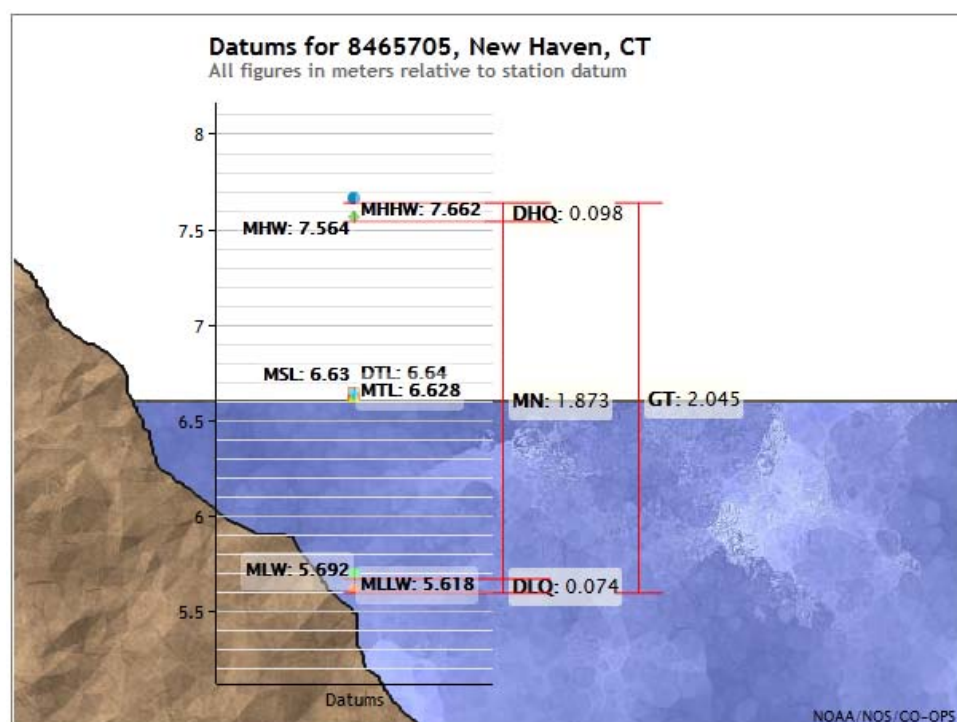 Datums for 8465705, New Haven, CT
All figures in meters relative to station datum
8
MHHW: 7.662
DHQ: 0.098
MHW: 7.564
7.5
7
MSL: 6.63
DTL: 6.64
MTL: 6.628
MN: 1.873
GT: 2.045
6.5
6
MLW: 5.692
MLLW: 5.618
DLQ: 0.074
5.5
Datums
NOAA/NOS/CO-OPS